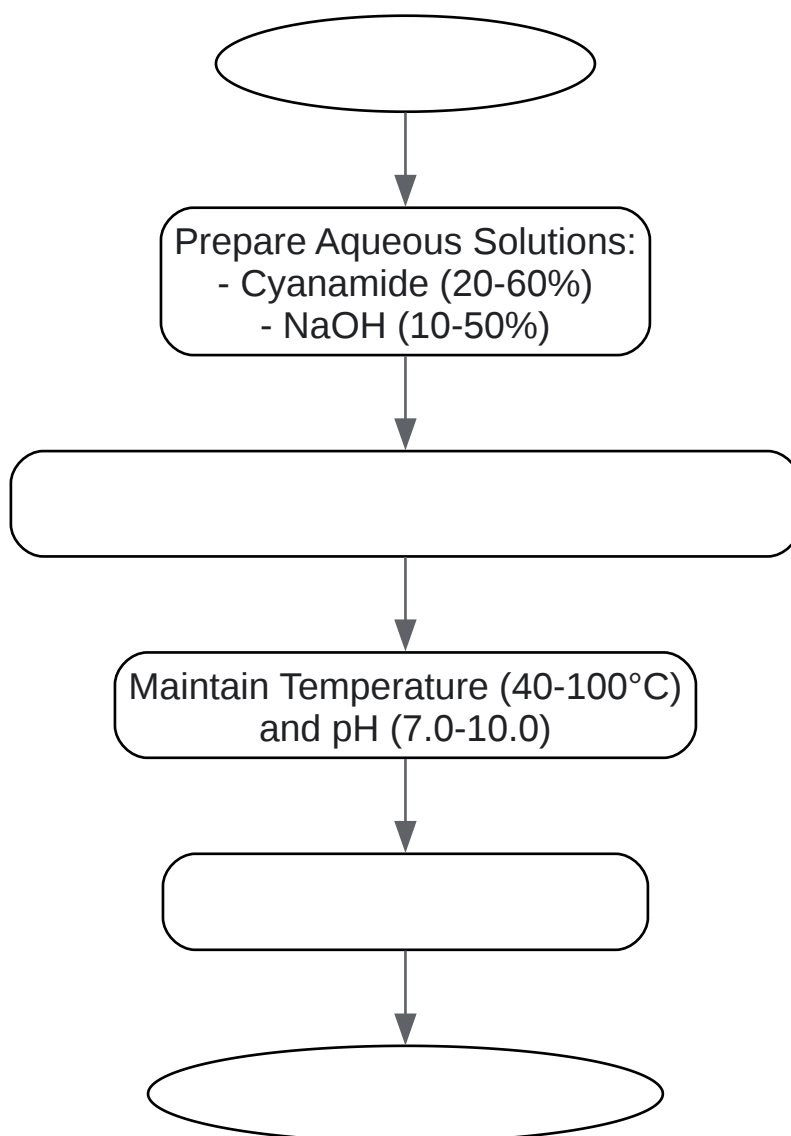 Prepare Aqueous Solutions:
- Cyanamide (20-60%)
- NaOH (10-50%)
Maintain Temperature (40-100°C)
and pH (7.0-10.0)